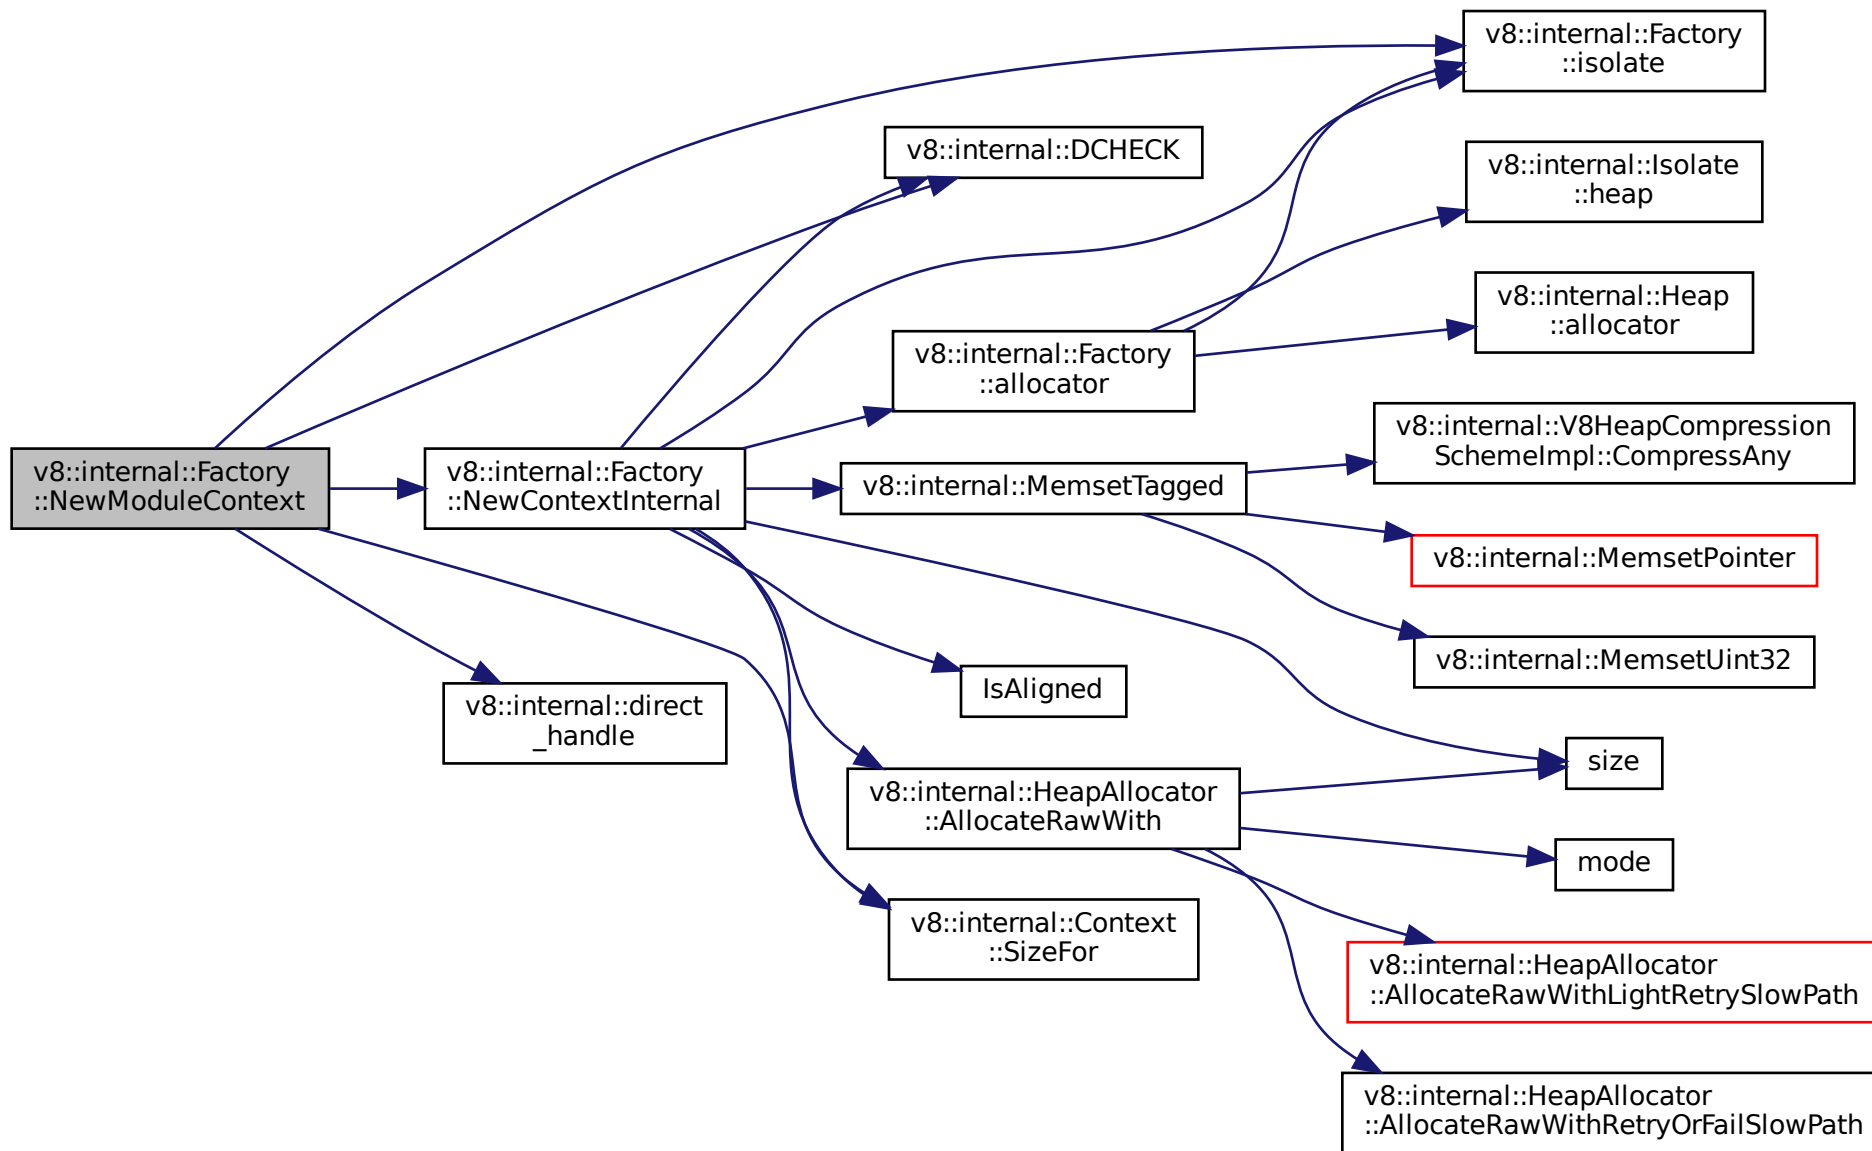 v8::internal::Factory
::isolate
v8::internal::DCHECK
v8::internal::Isolate
::heap
v8::internal::Heap
::allocator
v8::internal::Factory
::allocator
v8::internal::V8HeapCompression
SchemeImpl::CompressAny
v8::internal::Factory
::NewModuleContext
v8::internal::Factory
::NewContextInternal
v8::internal::MemsetTagged
v8::internal::MemsetPointer
v8::internal::MemsetUint32
IsAligned
v8::internal::direct
_handle
size
v8::internal::HeapAllocator
::AllocateRawWith
mode
v8::internal::Context
::SizeFor
v8::internal::HeapAllocator
::AllocateRawWithLightRetrySlowPath
v8::internal::HeapAllocator
::AllocateRawWithRetryOrFailSlowPath